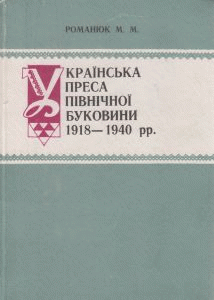 РОМАНЮК М. М.
УКРАЇНСЬКА
ПРЕСА
ПІВНІЧНОЇ
БУКОВИНИ
1918—1940 рр.